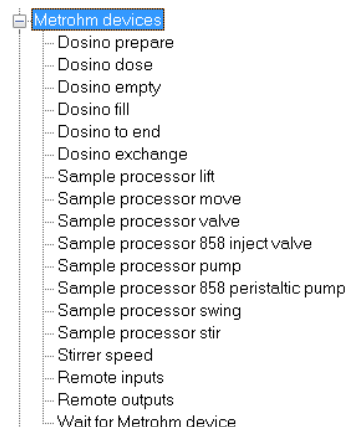 Metrohm devices
Dosino prepare
Dosino dose
Dosino empty
Dosino fill
Dosino to end
Dosino exchange
Sample processor lift
Sample processor move
Sample processor valve
Sample processor 858 inject valve
Sample processor pump
Sample processor 858 peristaltic pump
Sample processor swing
Sample processor stir
Stirrer speed
Remote inputs
Remote outputs
Wait for Metrohm device